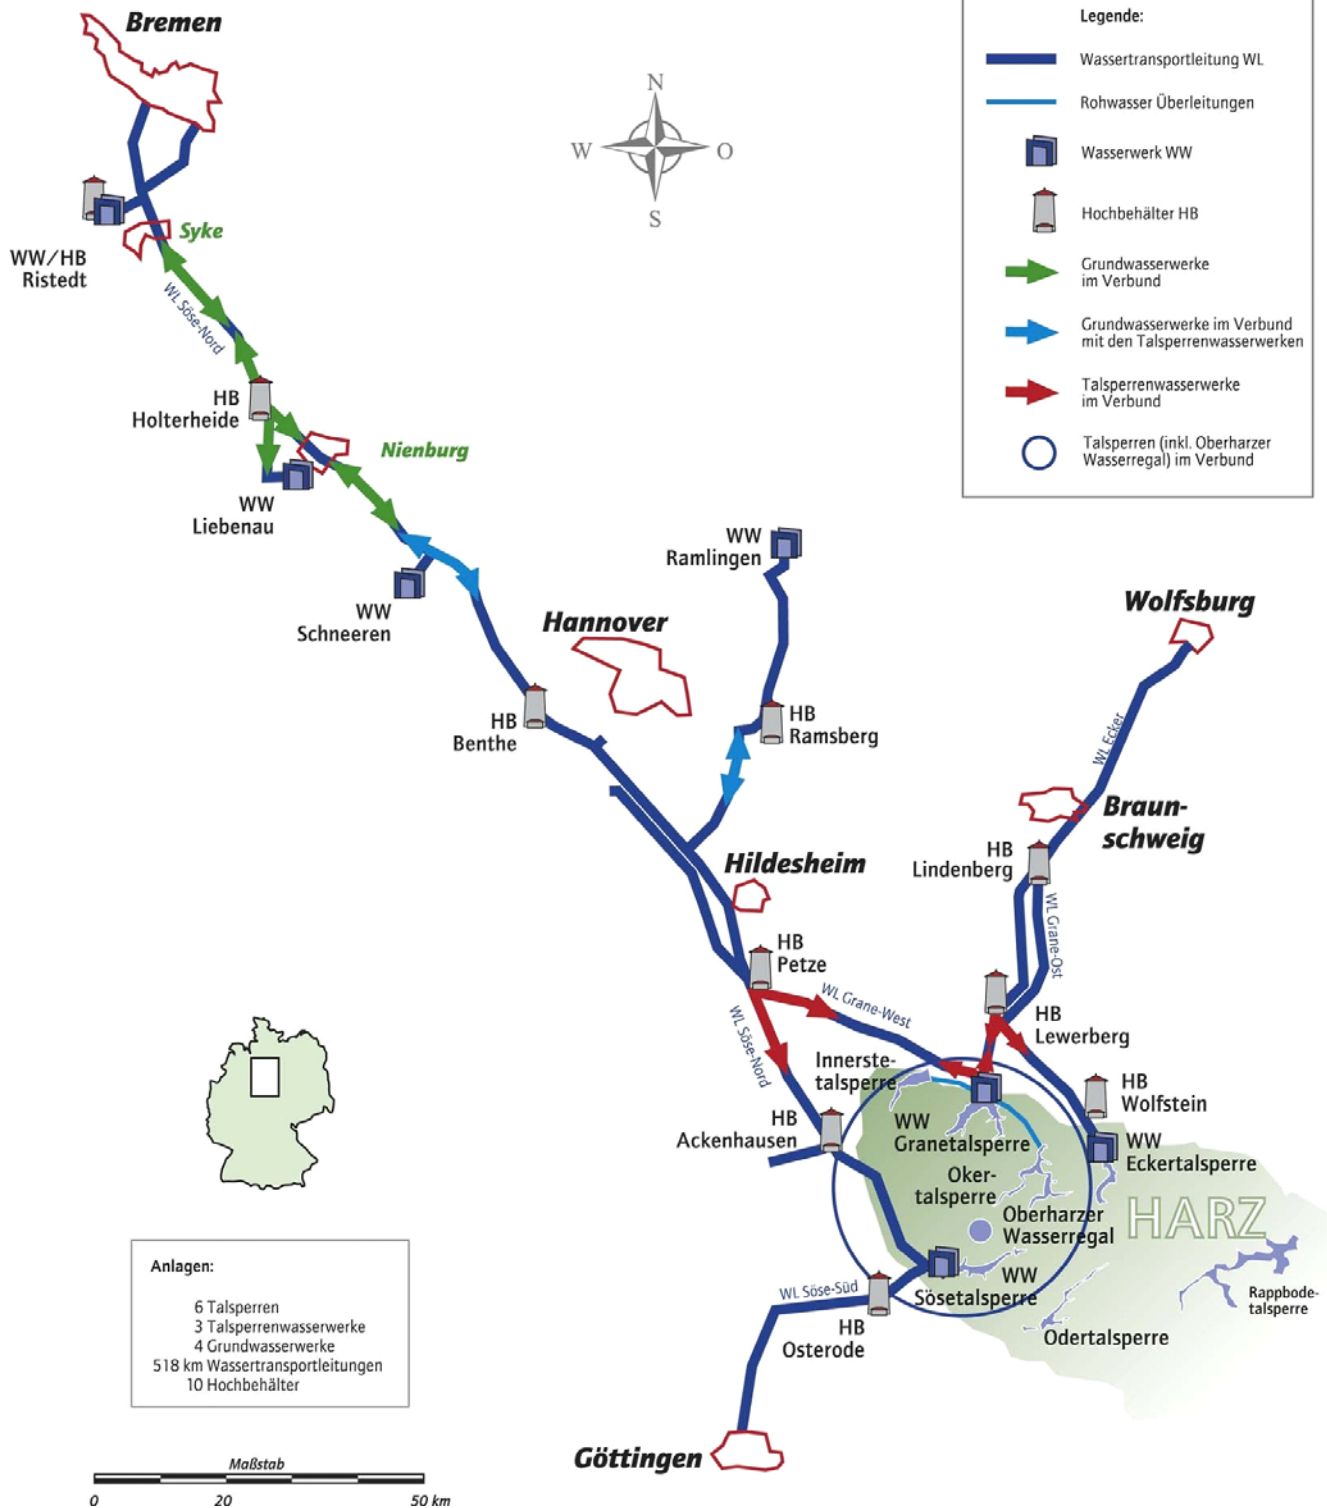 Bremen
Legende:
Wassertransportleitung WL
Rohwasser Überleitungen
Wasserwerk WW
Hochbehälter HB
Grundwasserwerke
im Verbund
Grundwasserwerke im Verbund
mit den Talsperrenwasserwerken
Talsperrenwasserwerke
im Verbund
Talsperren (inkl. Oberharzer
Wasserregal) im Verbund
N
W
O
S
Syke
WW/HB
Ristedt
WL Söse-Nord
HB
Holterheide
Nienburg
WW
Liebenau
WW
Schneeren
WW
Ramlingen
Hannover
Wolfsburg
HB
Benthe
HB
Ramsberg
WL Ecker
Braun-
schweig
HB
Lindenberg
Hildesheim
WL Grane-Ost
HB
Petze
WL Grane-West
WL Söse-Nord
HB
Lewerberg
Innerste-
talsperre
HB
Wolfstein
HB
Ackenhausen
WW
Granetalsperre
WW
Eckertalsperre
Oker-
talsperre
Oberharzer
Wasserregal
HARZ
WW
Sösetalsperre
WL Söse-Süd
HB
Osterode
Odertalsperre
Rappbode-
talsperre
Göttingen
Anlagen:
6 Talsperren
3 Talsperrenwasserwerke
4 Grundwasserwerke
518 km Wassertransportleitungen
10 Hochbehälter
Maßstab
0 20 50 km